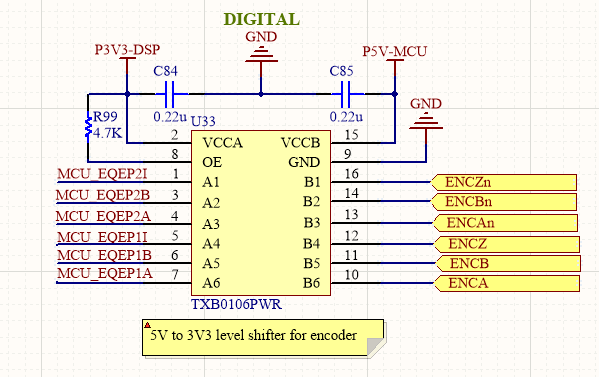 DIGITAL
P3V3-DSP
GND
P5V-MCU
C84
C85
R99
4.7K
0.22u
0.22u
GND
U33
2 VCCA VCCB 15
8 OE GND 9
MCU_EQEP2I 1 A1 B1 16 ENCZn
MCU_EQEP2B 3 A2 B2 14 ENCBn
MCU_EQEP2A 4 A3 B3 13 ENCAn
MCU_EQEP1I 5 A4 B4 12 ENCZ
MCU_EQEP1B 6 A5 B5 11 ENCB
MCU_EQEP1A 7 A6 B6 10 ENCA
TXB0106PWR
5V to 3V3 level shifter for encoder